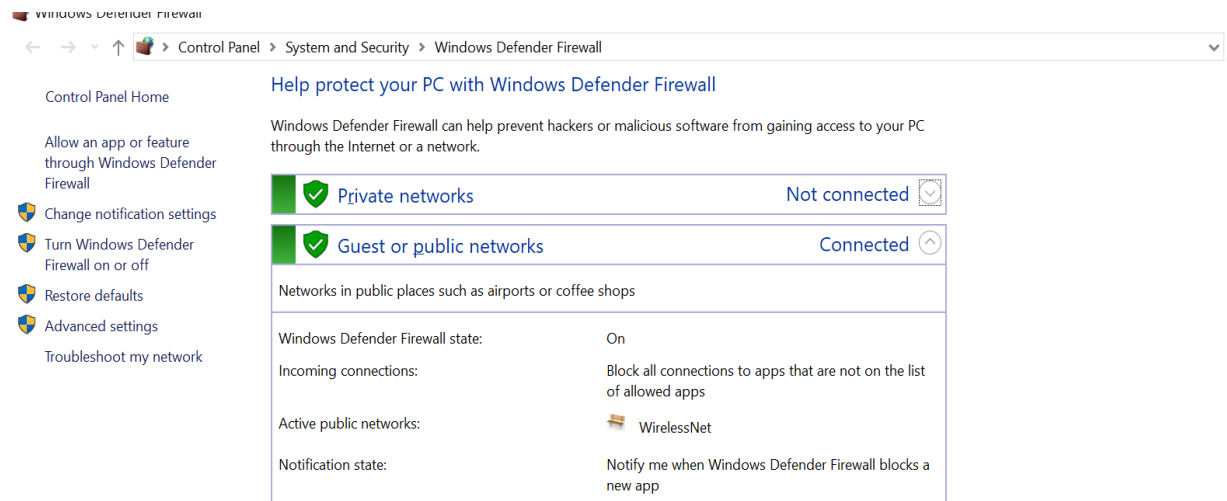 Windows Defender Firewall
Control Panel > System and Security > Windows Defender Firewall
Control Panel Home
Allow an app or feature
through Windows Defender
Firewall
Change notification settings
Turn Windows Defender
Firewall on or off
Restore defaults
Advanced settings
Troubleshoot my network
Help protect your PC with Windows Defender Firewall
Windows Defender Firewall can help prevent hackers or malicious software from gaining access to your PC
through the Internet or a network.
Private networks Not connected
Guest or public networks Connected
Networks in public places such as airports or coffee shops
Windows Defender Firewall state: On
Incoming connections: Block all connections to apps that are not on the list
of allowed apps
Active public networks: WirelessNet
Notification state: Notify me when Windows Defender Firewall blocks a
new app